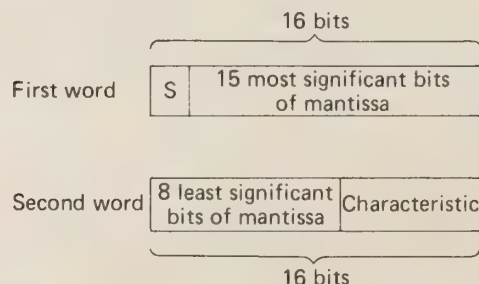 16 bits
First word
S
15 most significant bits
of mantissa
Second word
8 least significant
bits of mantissa
Characteristic
16 bits